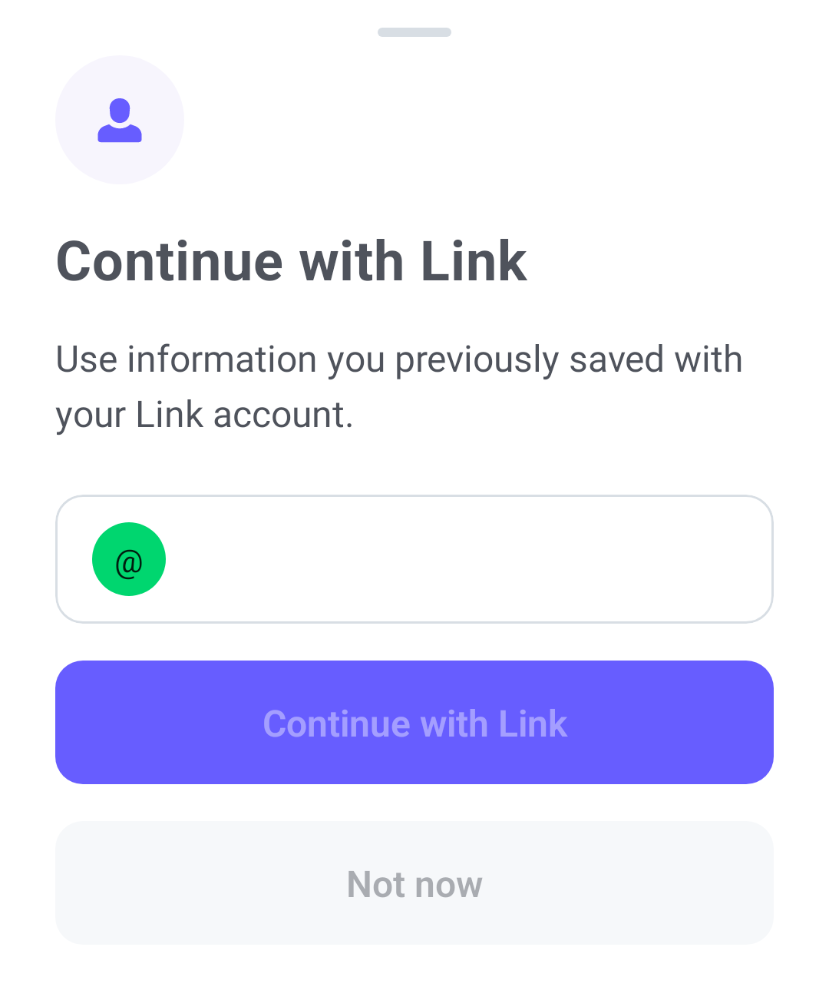 Continue with Link
Use information you previously saved with
your Link account.
@
Continue with Link
Not now